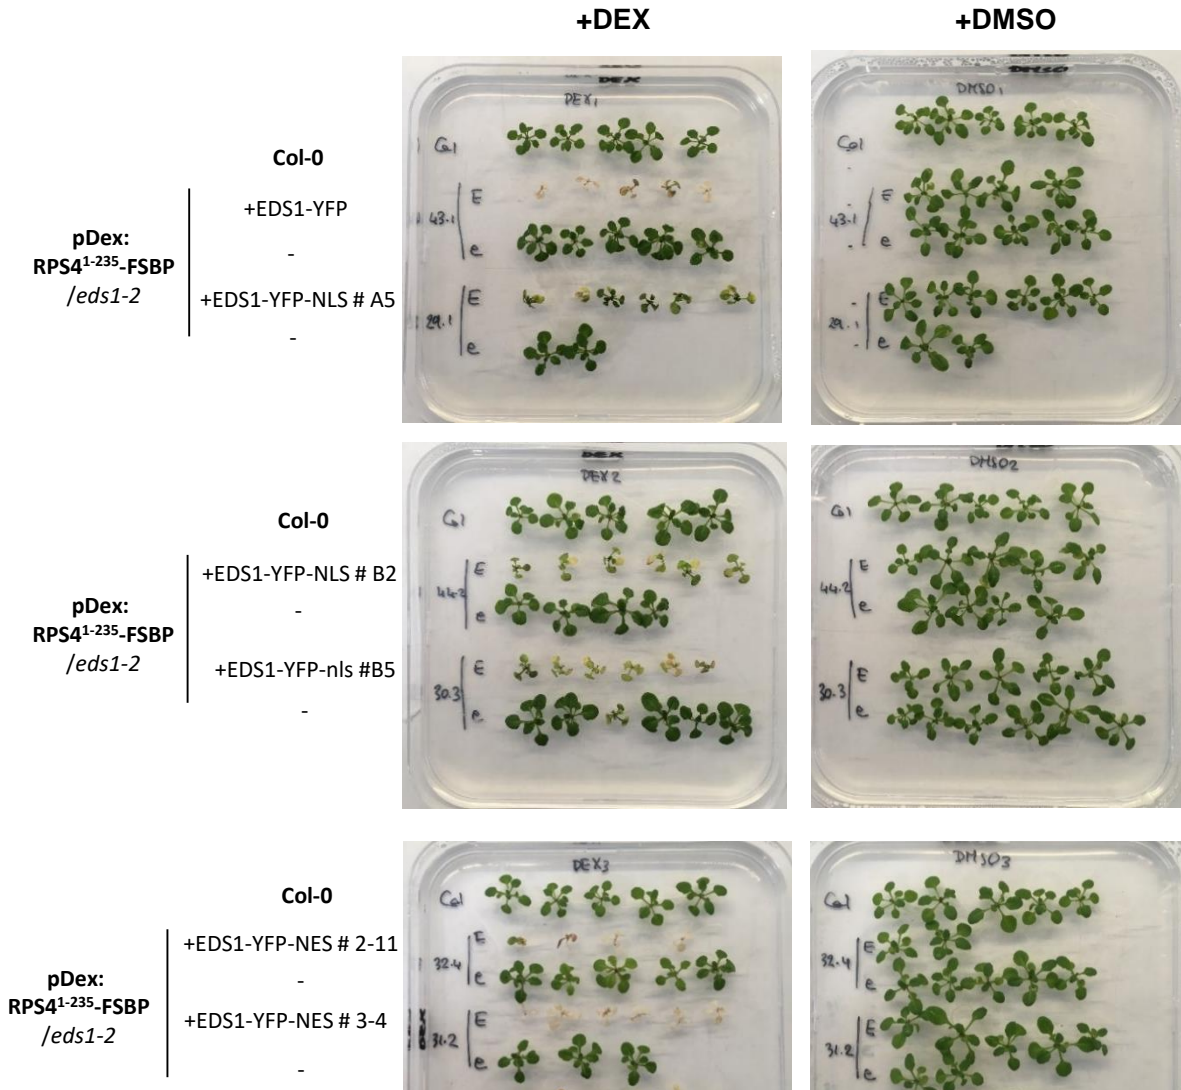 +DEX
+DMSO
Col-0
pDex:
RPS41-235-FSBP
/eds1-2
+EDS1-YFP
-
+EDS1-YFP-NLS # A5
-
DEX
DEX1
Col
43.1
E
e
29.1
E
e
DMSO
DMSO1
Col
43.1
E
e
29.1
E
e
Col-0
pDex:
RPS41-235-FSBP
/eds1-2
+EDS1-YFP-NLS # B2
-
+EDS1-YFP-nls #B5
-
DEX
DEX2
Col
44.2
E
e
30.3
E
e
DMSO2
Col
44.2
E
e
30.3
E
e
Col-0
pDex:
RPS41-235-FSBP
/eds1-2
+EDS1-YFP-NES # 2-11
-
+EDS1-YFP-NES # 3-4
-
DEX3
Col
32.4
E
e
31.2
E
e
DEX
DMSO3
Col
32.4
E
e
31.2
E
e